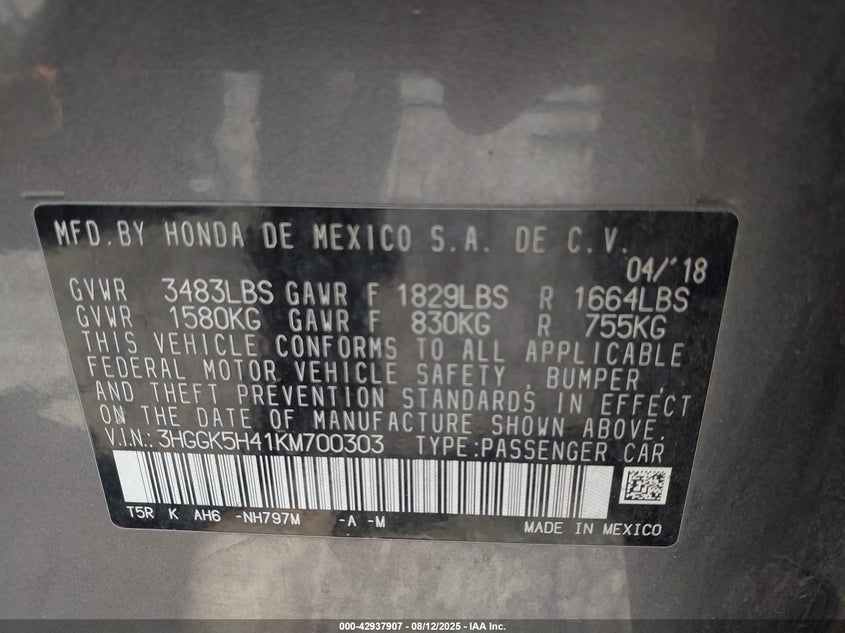 MFD.BY HONDA DE MEXICO S.A. DE C.V.
04/'18
GVWR 3483LBS GAWR F 1829LBS R 1664LBS
GVWR 1580KG GAWR F 830KG R 755KG
THIS VEHICLE CONFORMS TO ALL APPLICABLE
FEDERAL MOTOR VEHICLE SAFETY , BUMPER ,
AND THEFT PREVENTION STANDARDS IN EFFECT
ON THE DATE OF MANUFACTURE SHOWN ABOVE.
V.I.N.:3HGGK5H41KM700303 TYPE:PASSENGER CAR
T5R K AH6 -NH797M -A -M
MADE IN MEXICO
000-42937907 - 08/12/2025 - IAA Inc.